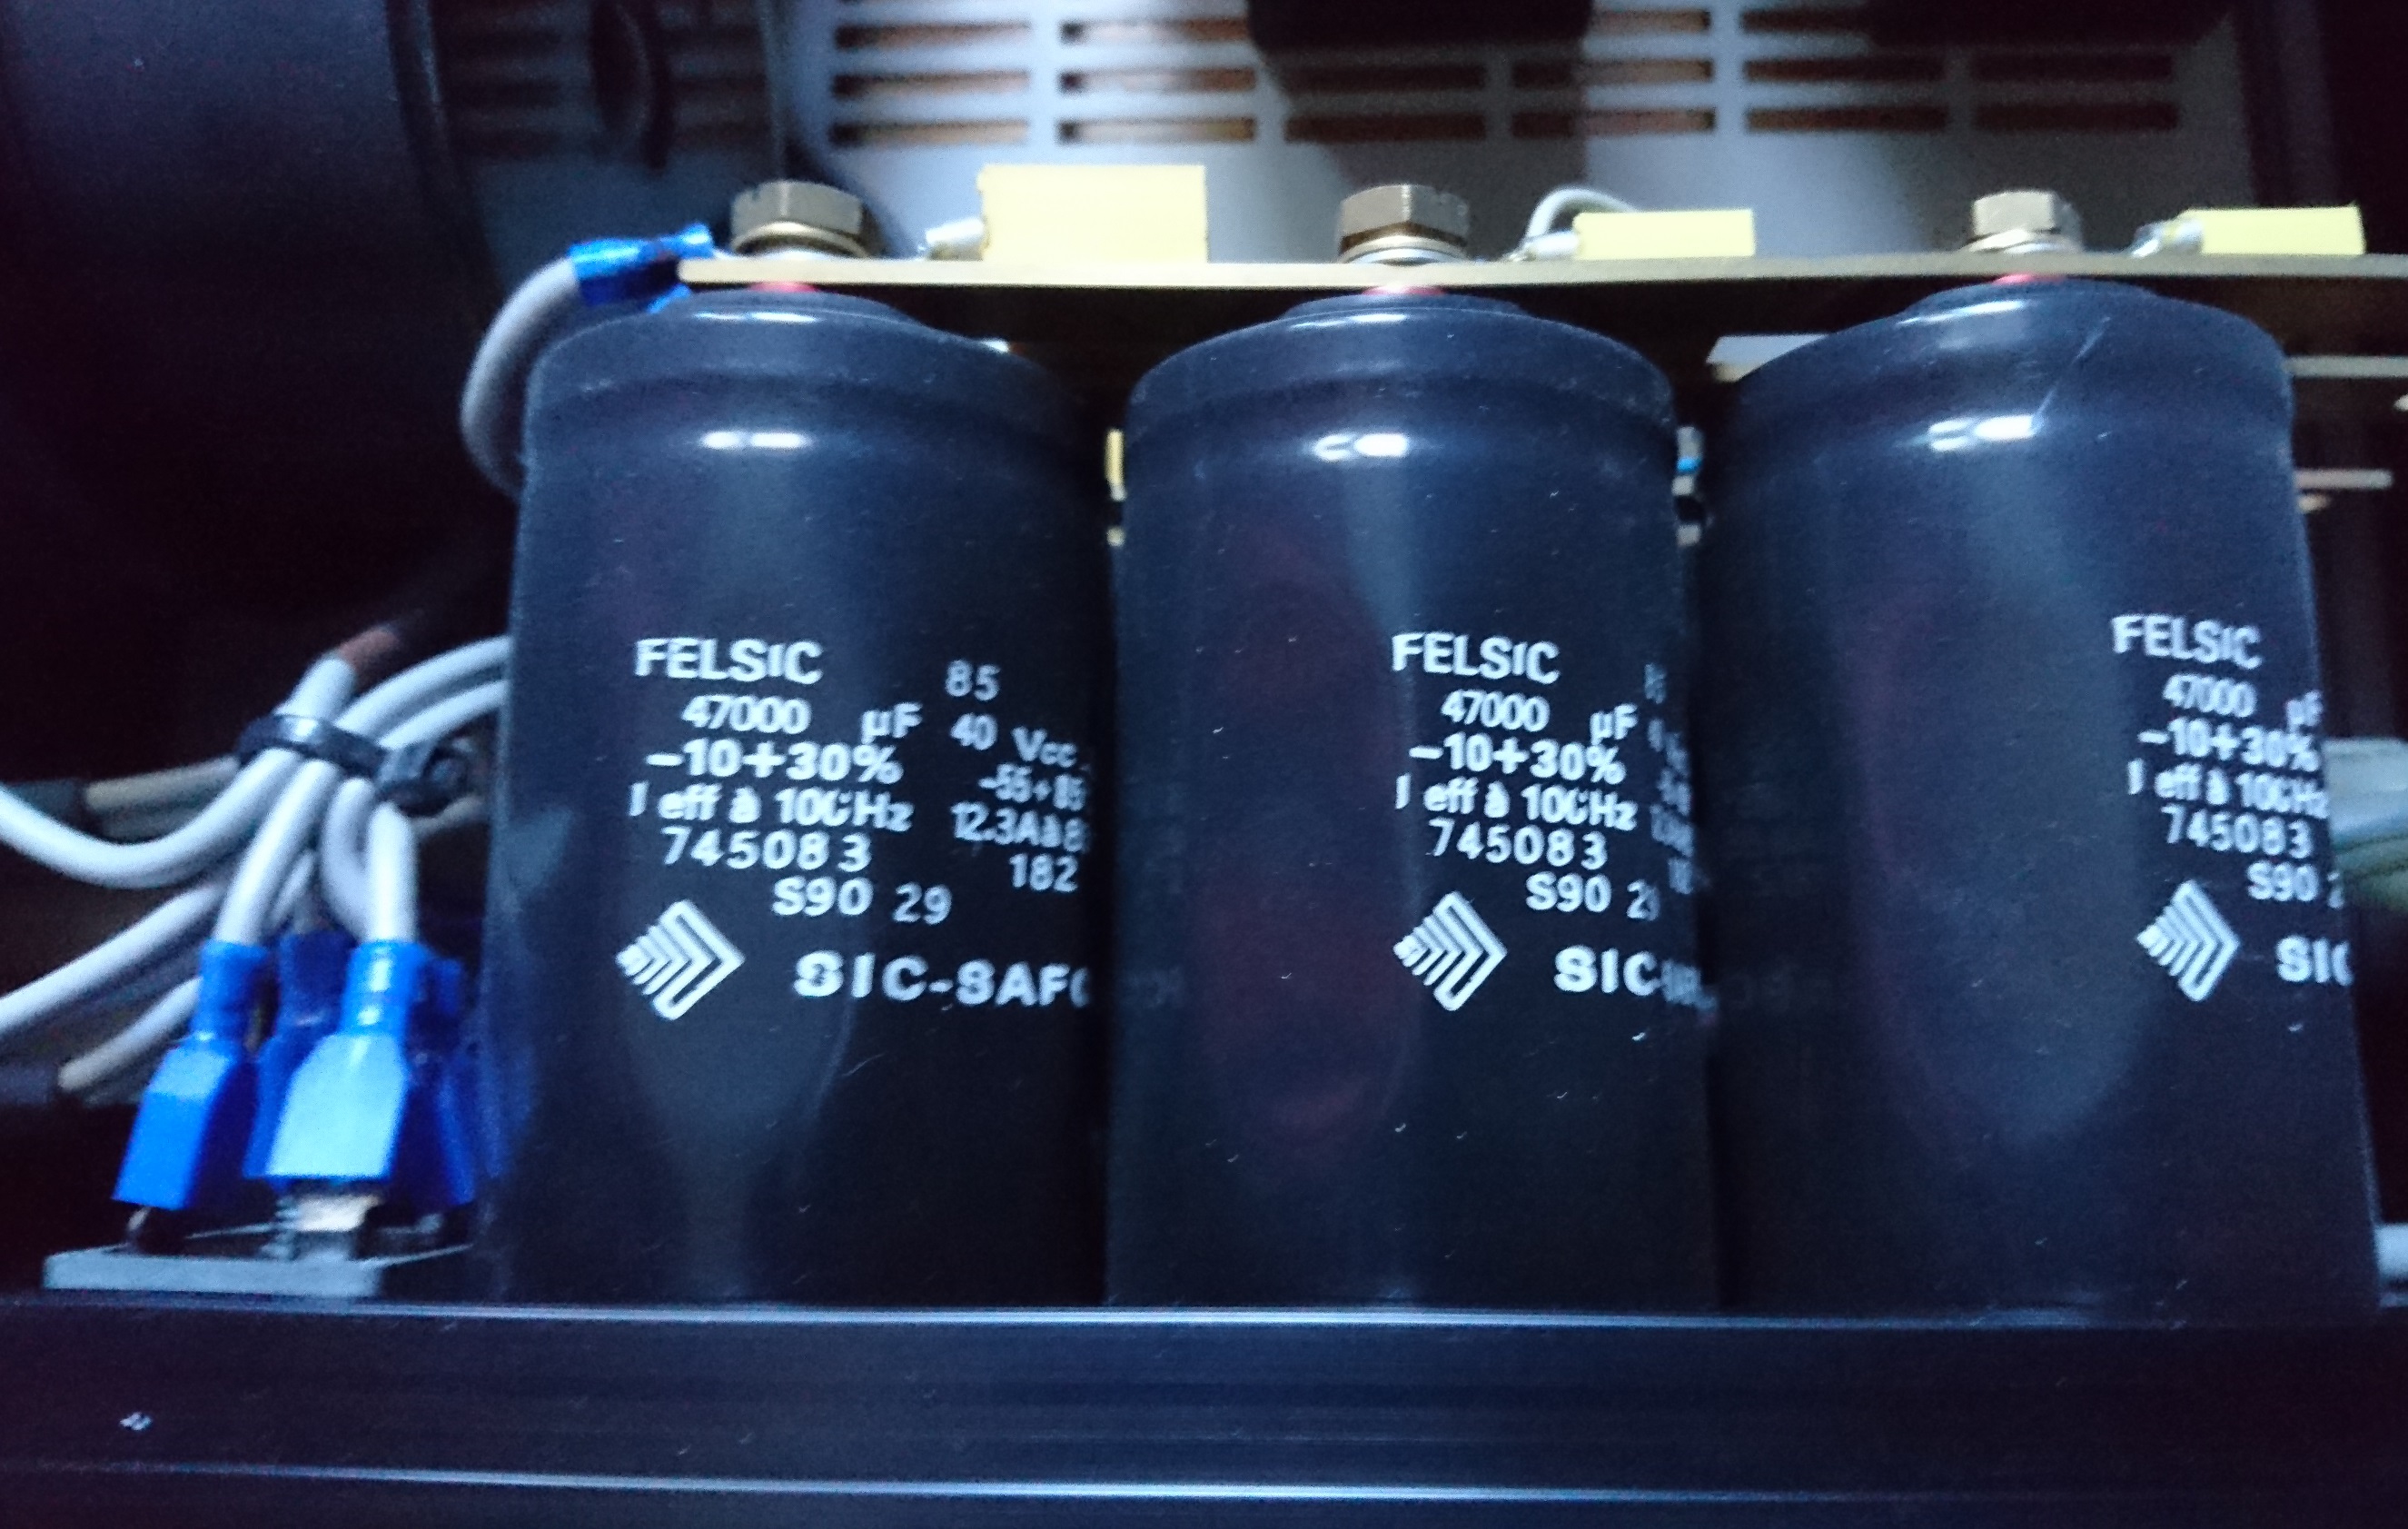 FELSIC 85
47000 µF 40 Vcc
-10+30% -55+85
I eff à 100Hz 12.3A à 8
745083 182
S90 29
SIC-SAF
FELSIC
47000 µF
-10+30%
I eff à 100Hz
745083
S90 29
SIC
FELSIC
47000 µF
-10+30%
I eff à 100Hz
745083
S90
SIC